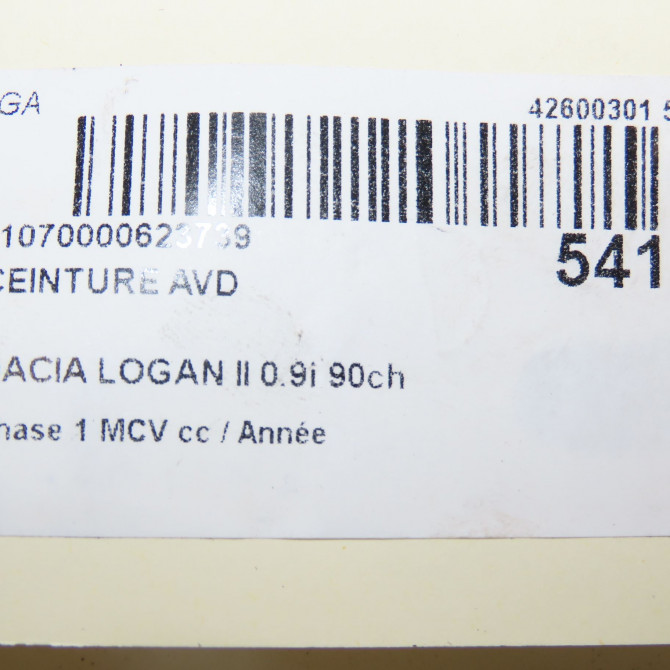 GA 42600301 5
1070000623739
541
CEINTURE AVD
ACIA LOGAN II 0.9i 90ch
hase 1 MCV cc / Année